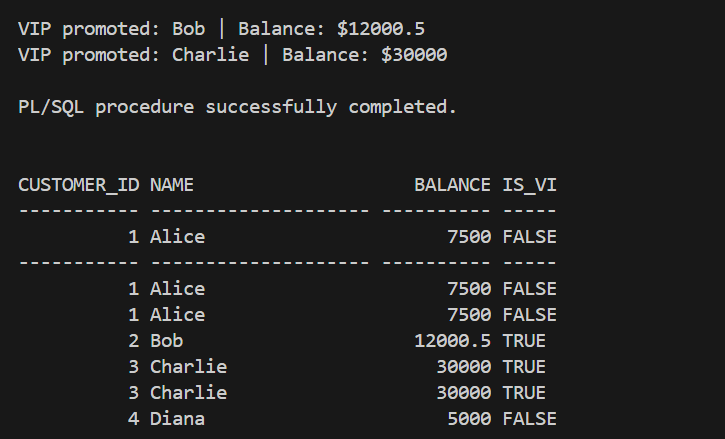 VIP promoted: Bob | Balance: $12000.5
VIP promoted: Charlie | Balance: $30000
PL/SQL procedure successfully completed.
CUSTOMER_ID NAME                    BALANCE IS_VI
----------- -------------------- ---------- -----
          1 Alice                      7500 FALSE
----------- -------------------- ---------- -----
          1 Alice                      7500 FALSE
          1 Alice                      7500 FALSE
          2 Bob                     12000.5 TRUE
          3 Charlie                   30000 TRUE
          3 Charlie                   30000 TRUE
          4 Diana                      5000 FALSE